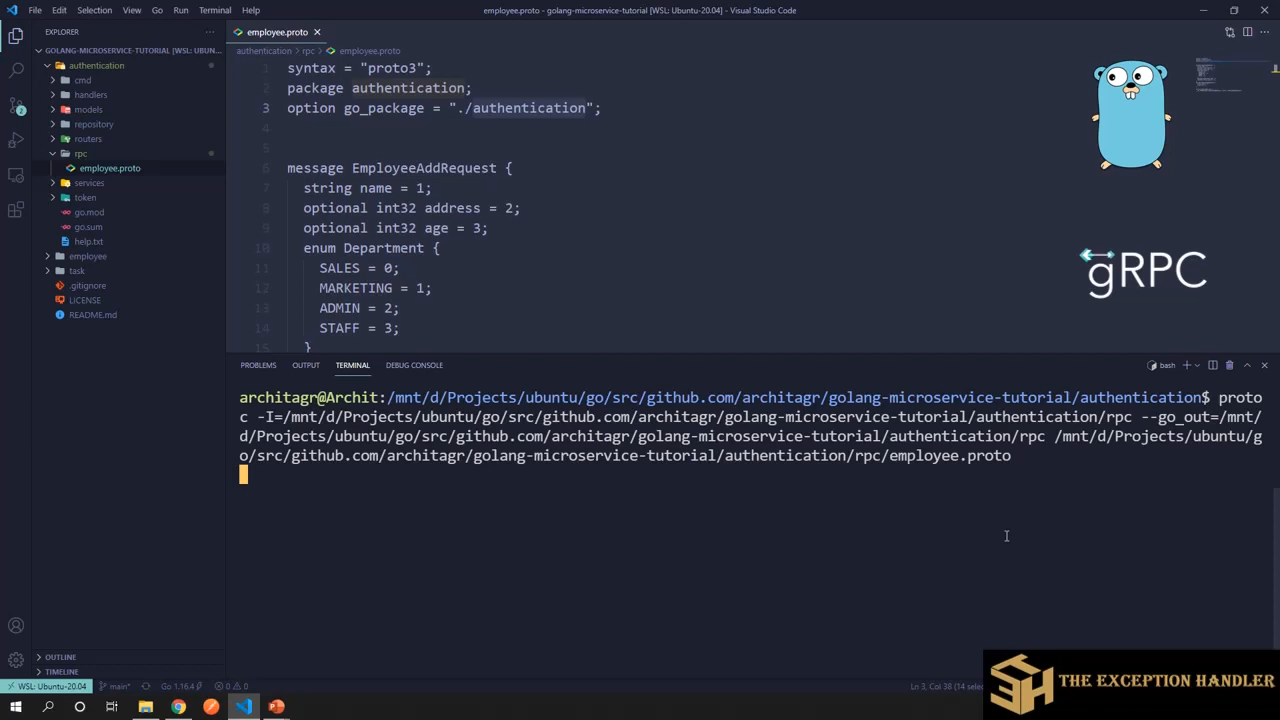 File Edit Selection View Go Run Terminal Help
employee.proto - golang-microservice-tutorial [WSL: Ubuntu-20.04] - Visual Studio Code
EXPLORER
GOLANG-MICROSERVICE-TUTORIAL [WSL: UBUN...
authentication
cmd
handlers
models
repository
routers
rpc
employee.proto
services
token
go.mod
go.sum
help.txt
employee
task
.gitignore
LICENSE
README.md
OUTLINE
TIMELINE
employee.proto
authentication > rpc > employee.proto
1 syntax = "proto3";
2 package authentication;
3 option go_package = "./authentication";
4
5
6 message EmployeeAddRequest {
7 string name = 1;
8 optional int32 address = 2;
9 optional int32 age = 3;
10 enum Department {
11 SALES = 0;
12 MARKETING = 1;
13 ADMIN = 2;
14 STAFF = 3;
15 }
gRPC
PROBLEMS OUTPUT TERMINAL DEBUG CONSOLE
bash
architagr@Archit:/mnt/d/Projects/ubuntu/go/src/github.com/architagr/golang-microservice-tutorial/authentication$ proto
c -I=/mnt/d/Projects/ubuntu/go/src/github.com/architagr/golang-microservice-tutorial/authentication/rpc --go_out=/mnt/
d/Projects/ubuntu/go/src/github.com/architagr/golang-microservice-tutorial/authentication/rpc /mnt/d/Projects/ubuntu/g
o/src/github.com/architagr/golang-microservice-tutorial/authentication/rpc/employee.proto
WSL: Ubuntu-20.04 main* Go 1.16.4 0 0
Ln 3, Col 38 (14 selec
THE EXCEPTION HANDLER